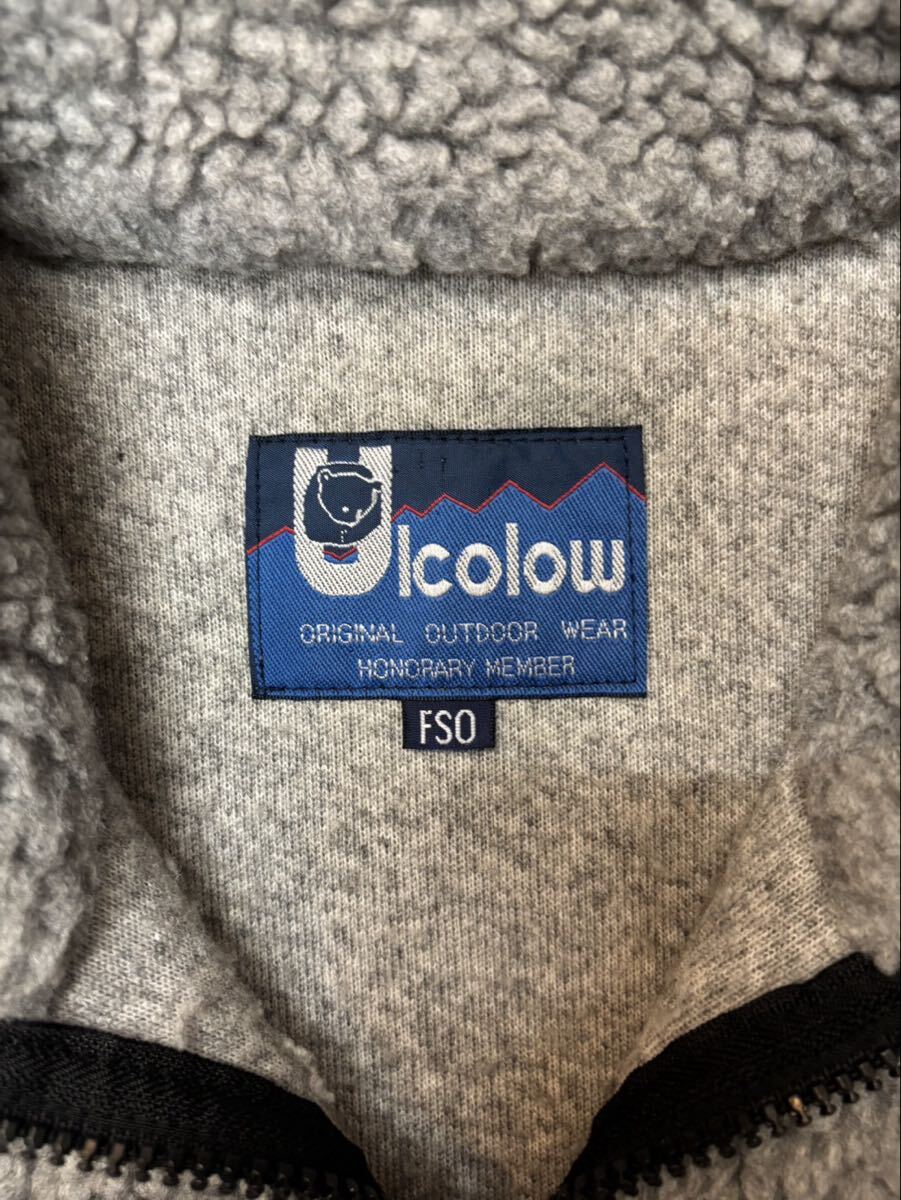 Ulcolow
ORIGINAL OUTDOOR WEAR
HONORARY MEMBER
FSO